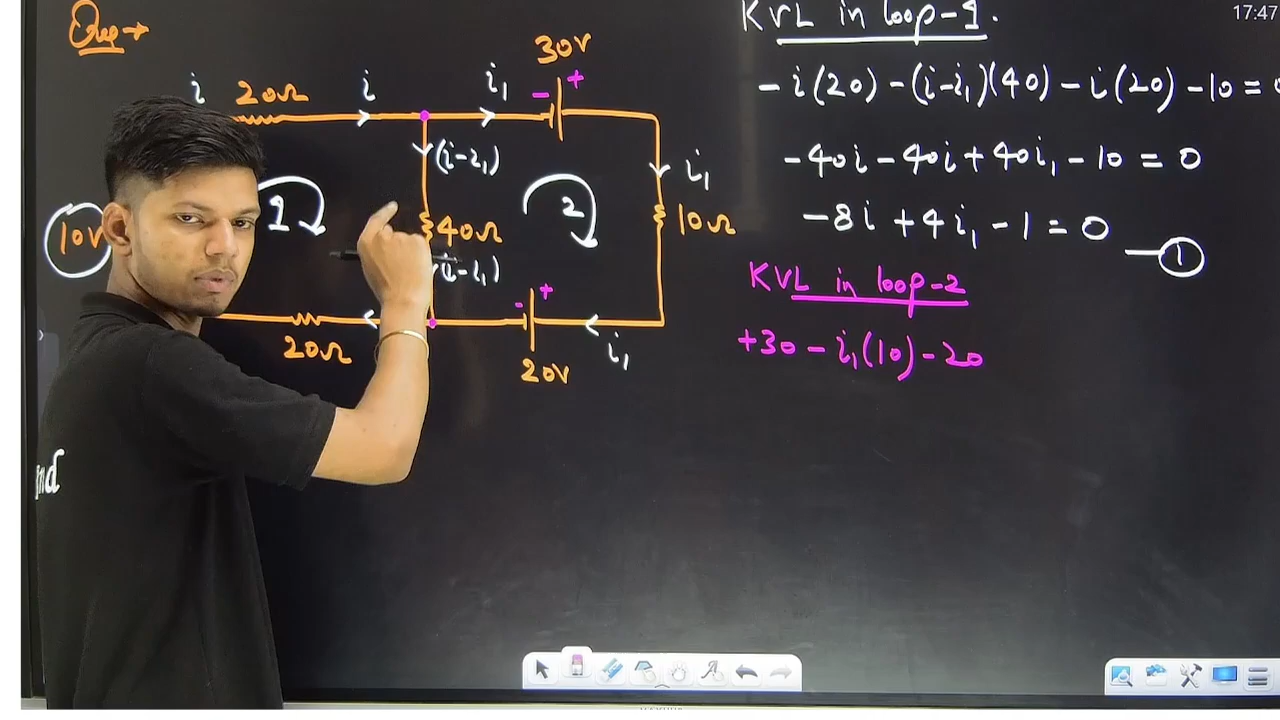 Que→
KVL in loop-1.
17:47
30V
i 20Ω i i₁ - +
-i(20) -(i-i₁)(40) -i(20) -10 =
(i-i₁)
-40i -40i + 40i₁ -10 = 0
i₁
10V 1 2
40Ω 10Ω
-8i + 4i₁ -1 = 0 —①
(i-i₁)
KVL in loop-2
- +
20Ω i₁
20V
+30 - i₁(10) -20
nd